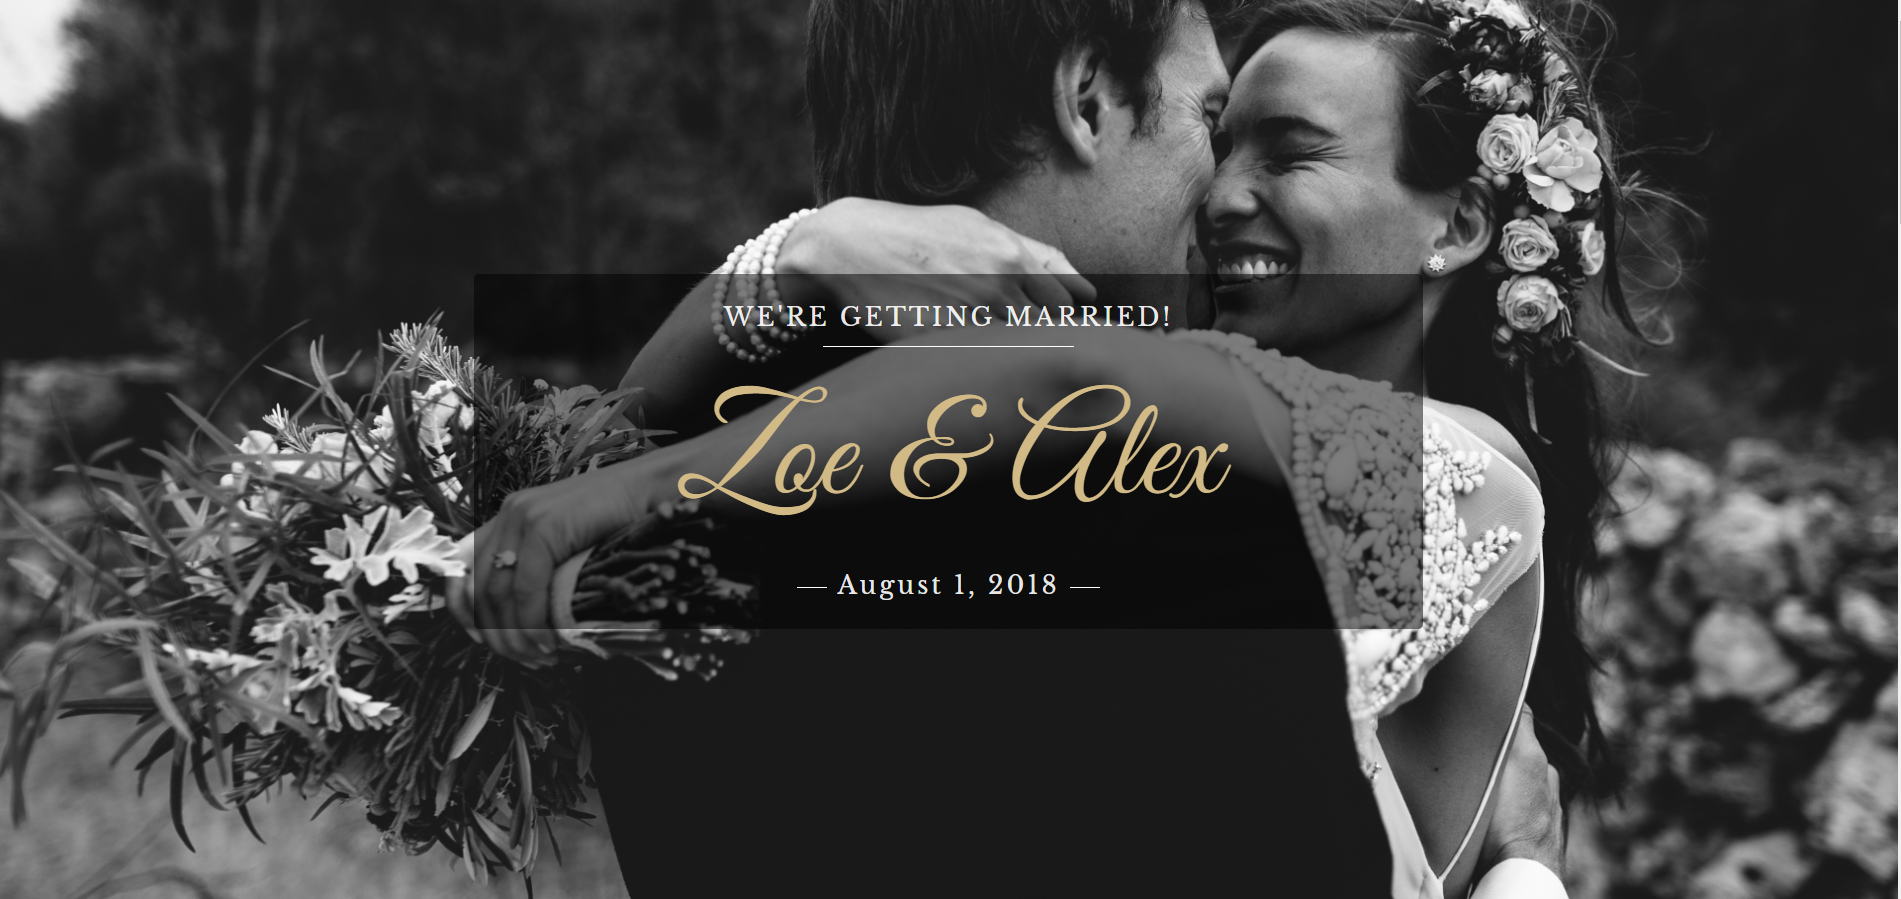 WE'RE GETTING MARRIED!
Zoe & Alex
— August 1, 2018 —